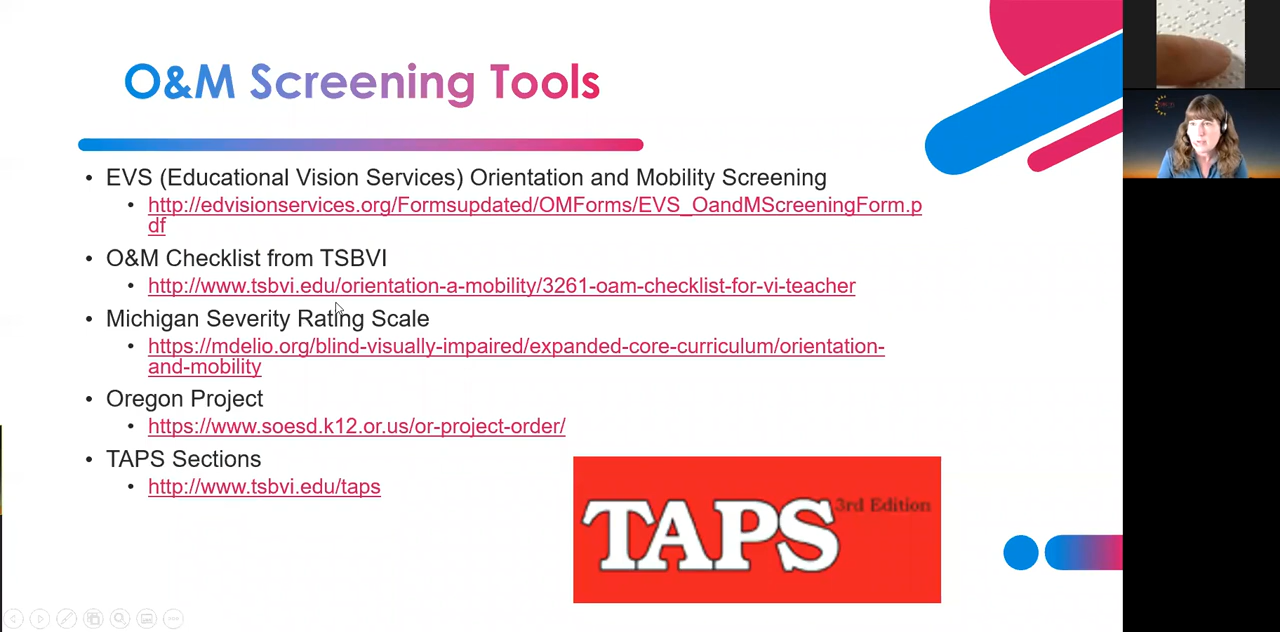 O&M Screening Tools
• EVS (Educational Vision Services) Orientation and Mobility Screening
• http://edvisionservices.org/Formsupdated/OMForms/EVS_OandMScreeningForm.p
df
• O&M Checklist from TSBVI
• http://www.tsbvi.edu/orientation-a-mobility/3261-oam-checklist-for-vi-teacher
• Michigan Severity Rating Scale
• https://mdelio.org/blind-visually-impaired/expanded-core-curriculum/orientation-
and-mobility
• Oregon Project
• https://www.soesd.k12.or.us/or-project-order/
• TAPS Sections
• http://www.tsbvi.edu/taps
TAPS 3rd Edition